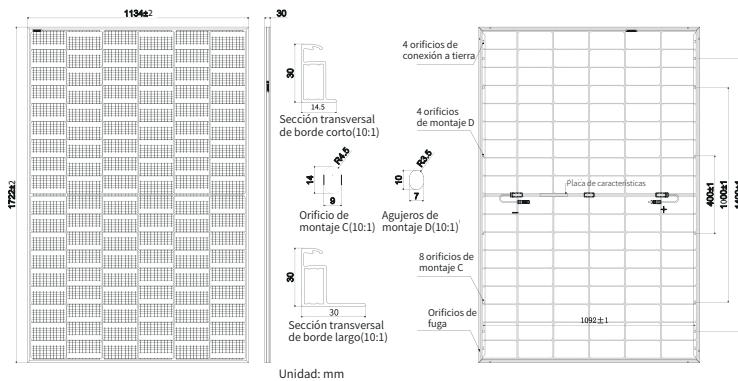 1134±2
30
1722±2
30
14.5
Sección transversal
de borde corto(10:1)
R4.5
14
9
Orificio de
montaje C(10:1)
R3.5
10
7
Agujeros de
montaje D(10:1)
30
30
Sección transversal
de borde largo(10:1)
Unidad: mm
4 orificios de
conexión a tierra
4 orificios
de montaje D
Placa de características
-
+
8 orificios de
montaje C
Orificios de
fuga
1092±1
400±1
1000±1